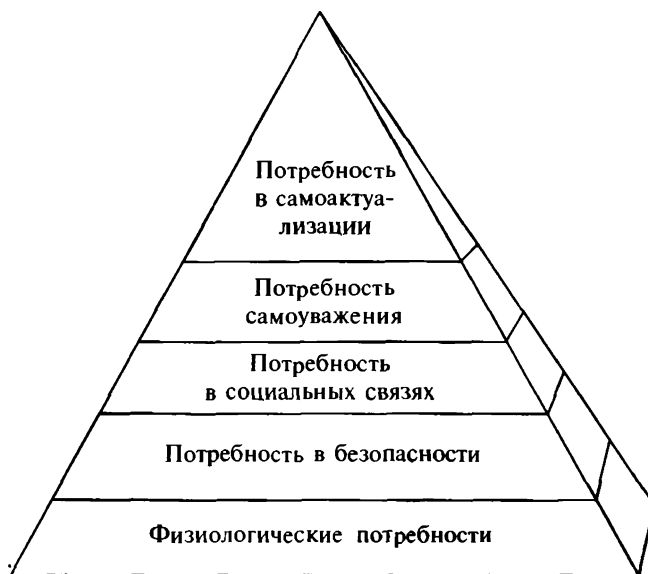 Потребность
в самоактуа-
лизации
Потребность
самоуважения
Потребность
в социальных связях
Потребность в безопасности
Физиологические потребности